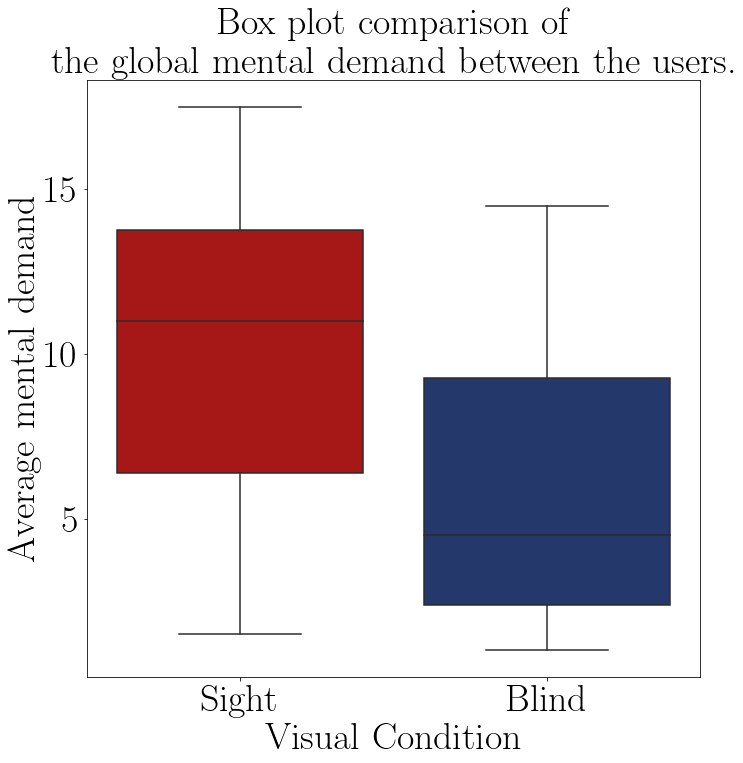 Box plot comparison of
the global mental demand between the users.
Average mental demand
15
10
5
Sight
Blind
Visual Condition